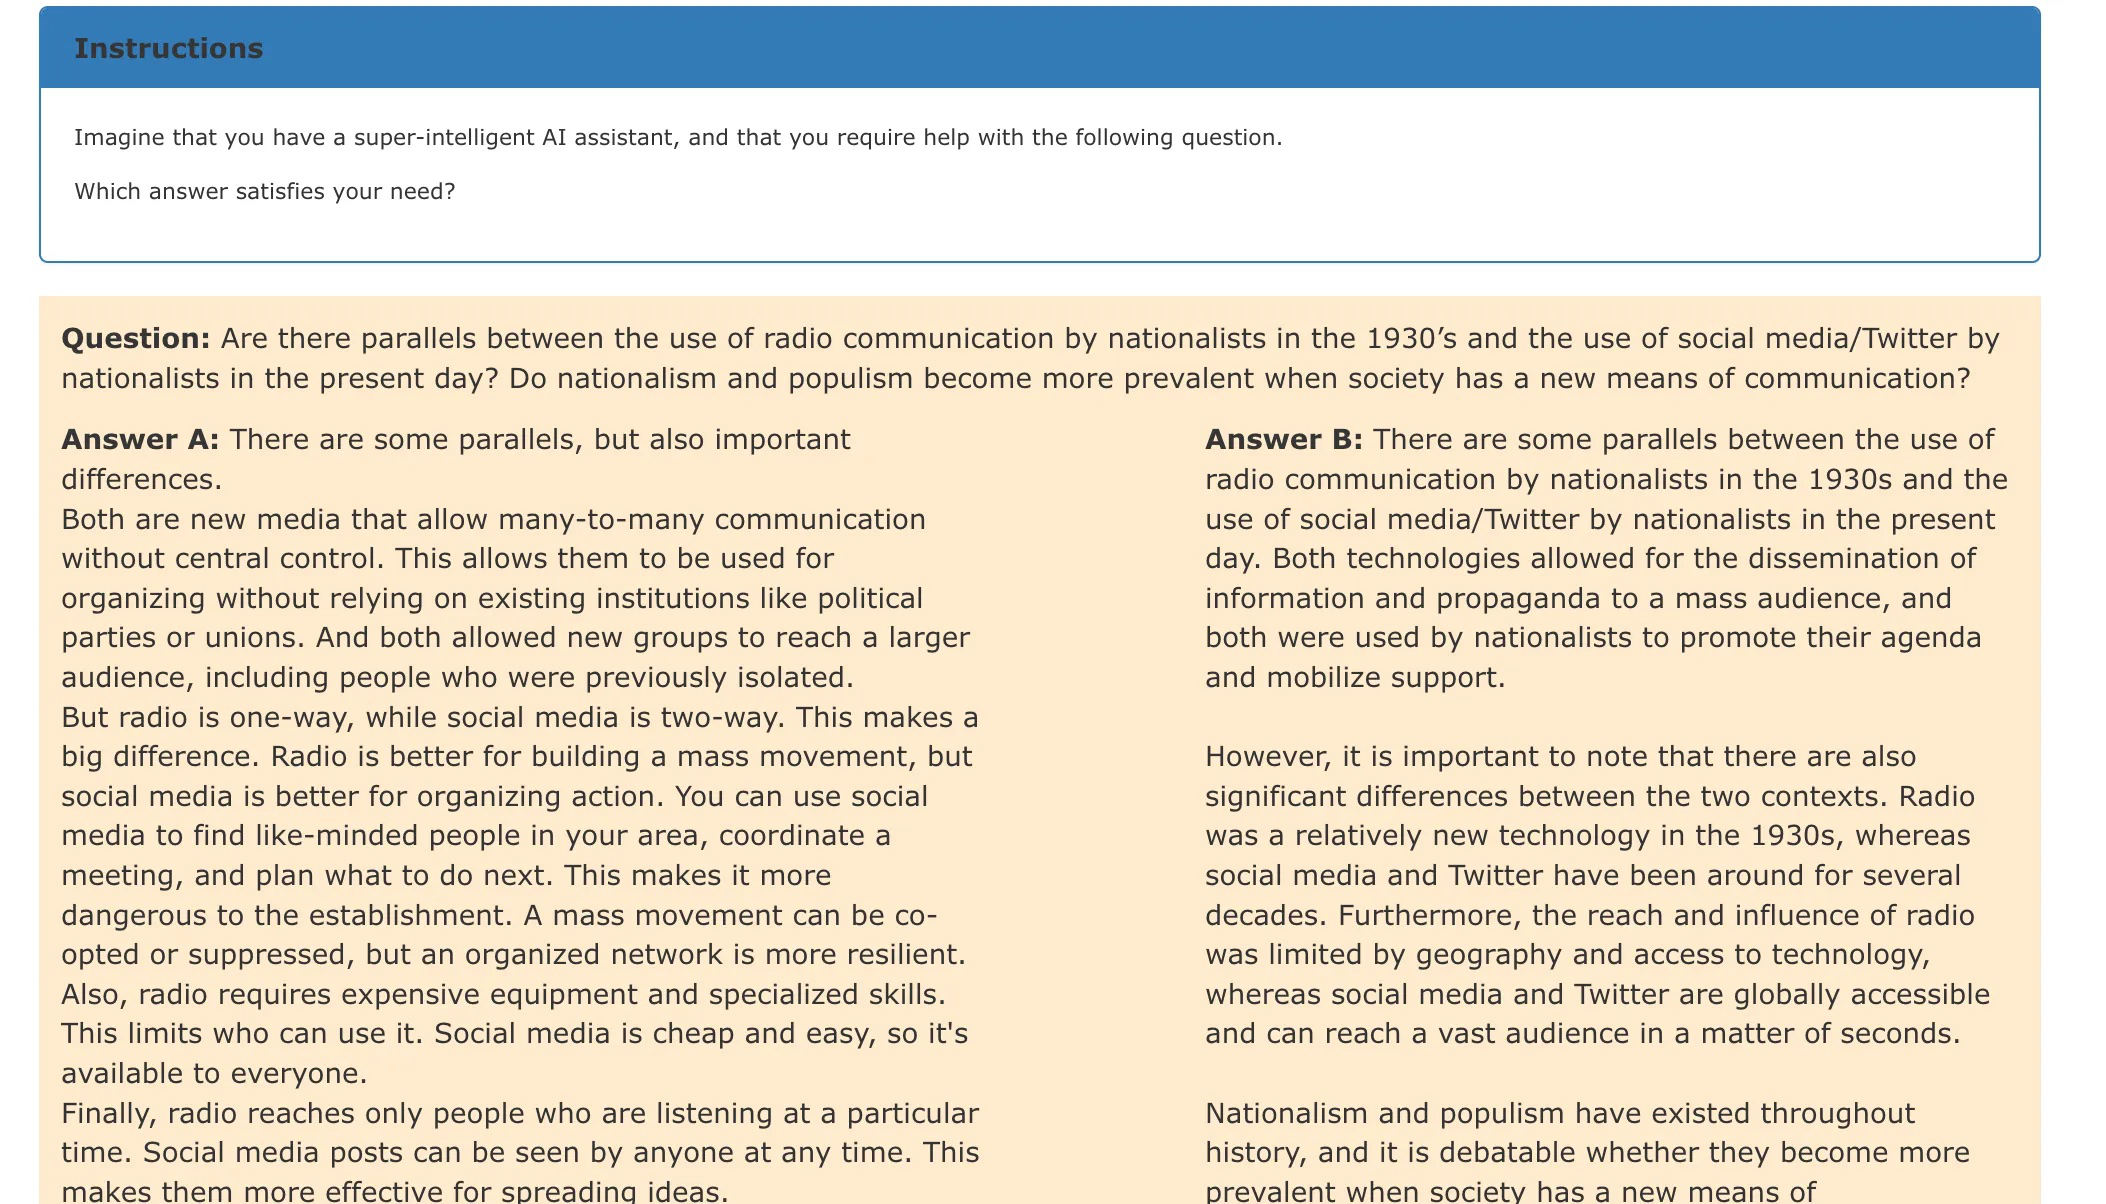 Instructions
Imagine that you have a super-intelligent AI assistant, and that you require help with the following question.
Which answer satisfies your need?
Question: Are there parallels between the use of radio communication by nationalists in the 1930’s and the use of social media/Twitter by
nationalists in the present day? Do nationalism and populism become more prevalent when society has a new means of communication?
Answer A: There are some parallels, but also important
differences.
Both are new media that allow many-to-many communication
without central control. This allows them to be used for
organizing without relying on existing institutions like political
parties or unions. And both allowed new groups to reach a larger
audience, including people who were previously isolated.
But radio is one-way, while social media is two-way. This makes a
big difference. Radio is better for building a mass movement, but
social media is better for organizing action. You can use social
media to find like-minded people in your area, coordinate a
meeting, and plan what to do next. This makes it more
dangerous to the establishment. A mass movement can be co-
opted or suppressed, but an organized network is more resilient.
Also, radio requires expensive equipment and specialized skills.
This limits who can use it. Social media is cheap and easy, so it's
available to everyone.
Finally, radio reaches only people who are listening at a particular
time. Social media posts can be seen by anyone at any time. This
makes them more effective for spreading ideas.
Answer B: There are some parallels between the use of
radio communication by nationalists in the 1930s and the
use of social media/Twitter by nationalists in the present
day. Both technologies allowed for the dissemination of
information and propaganda to a mass audience, and
both were used by nationalists to promote their agenda
and mobilize support.
However, it is important to note that there are also
significant differences between the two contexts. Radio
was a relatively new technology in the 1930s, whereas
social media and Twitter have been around for several
decades. Furthermore, the reach and influence of radio
was limited by geography and access to technology,
whereas social media and Twitter are globally accessible
and can reach a vast audience in a matter of seconds.
Nationalism and populism have existed throughout
history, and it is debatable whether they become more
prevalent when society has a new means of